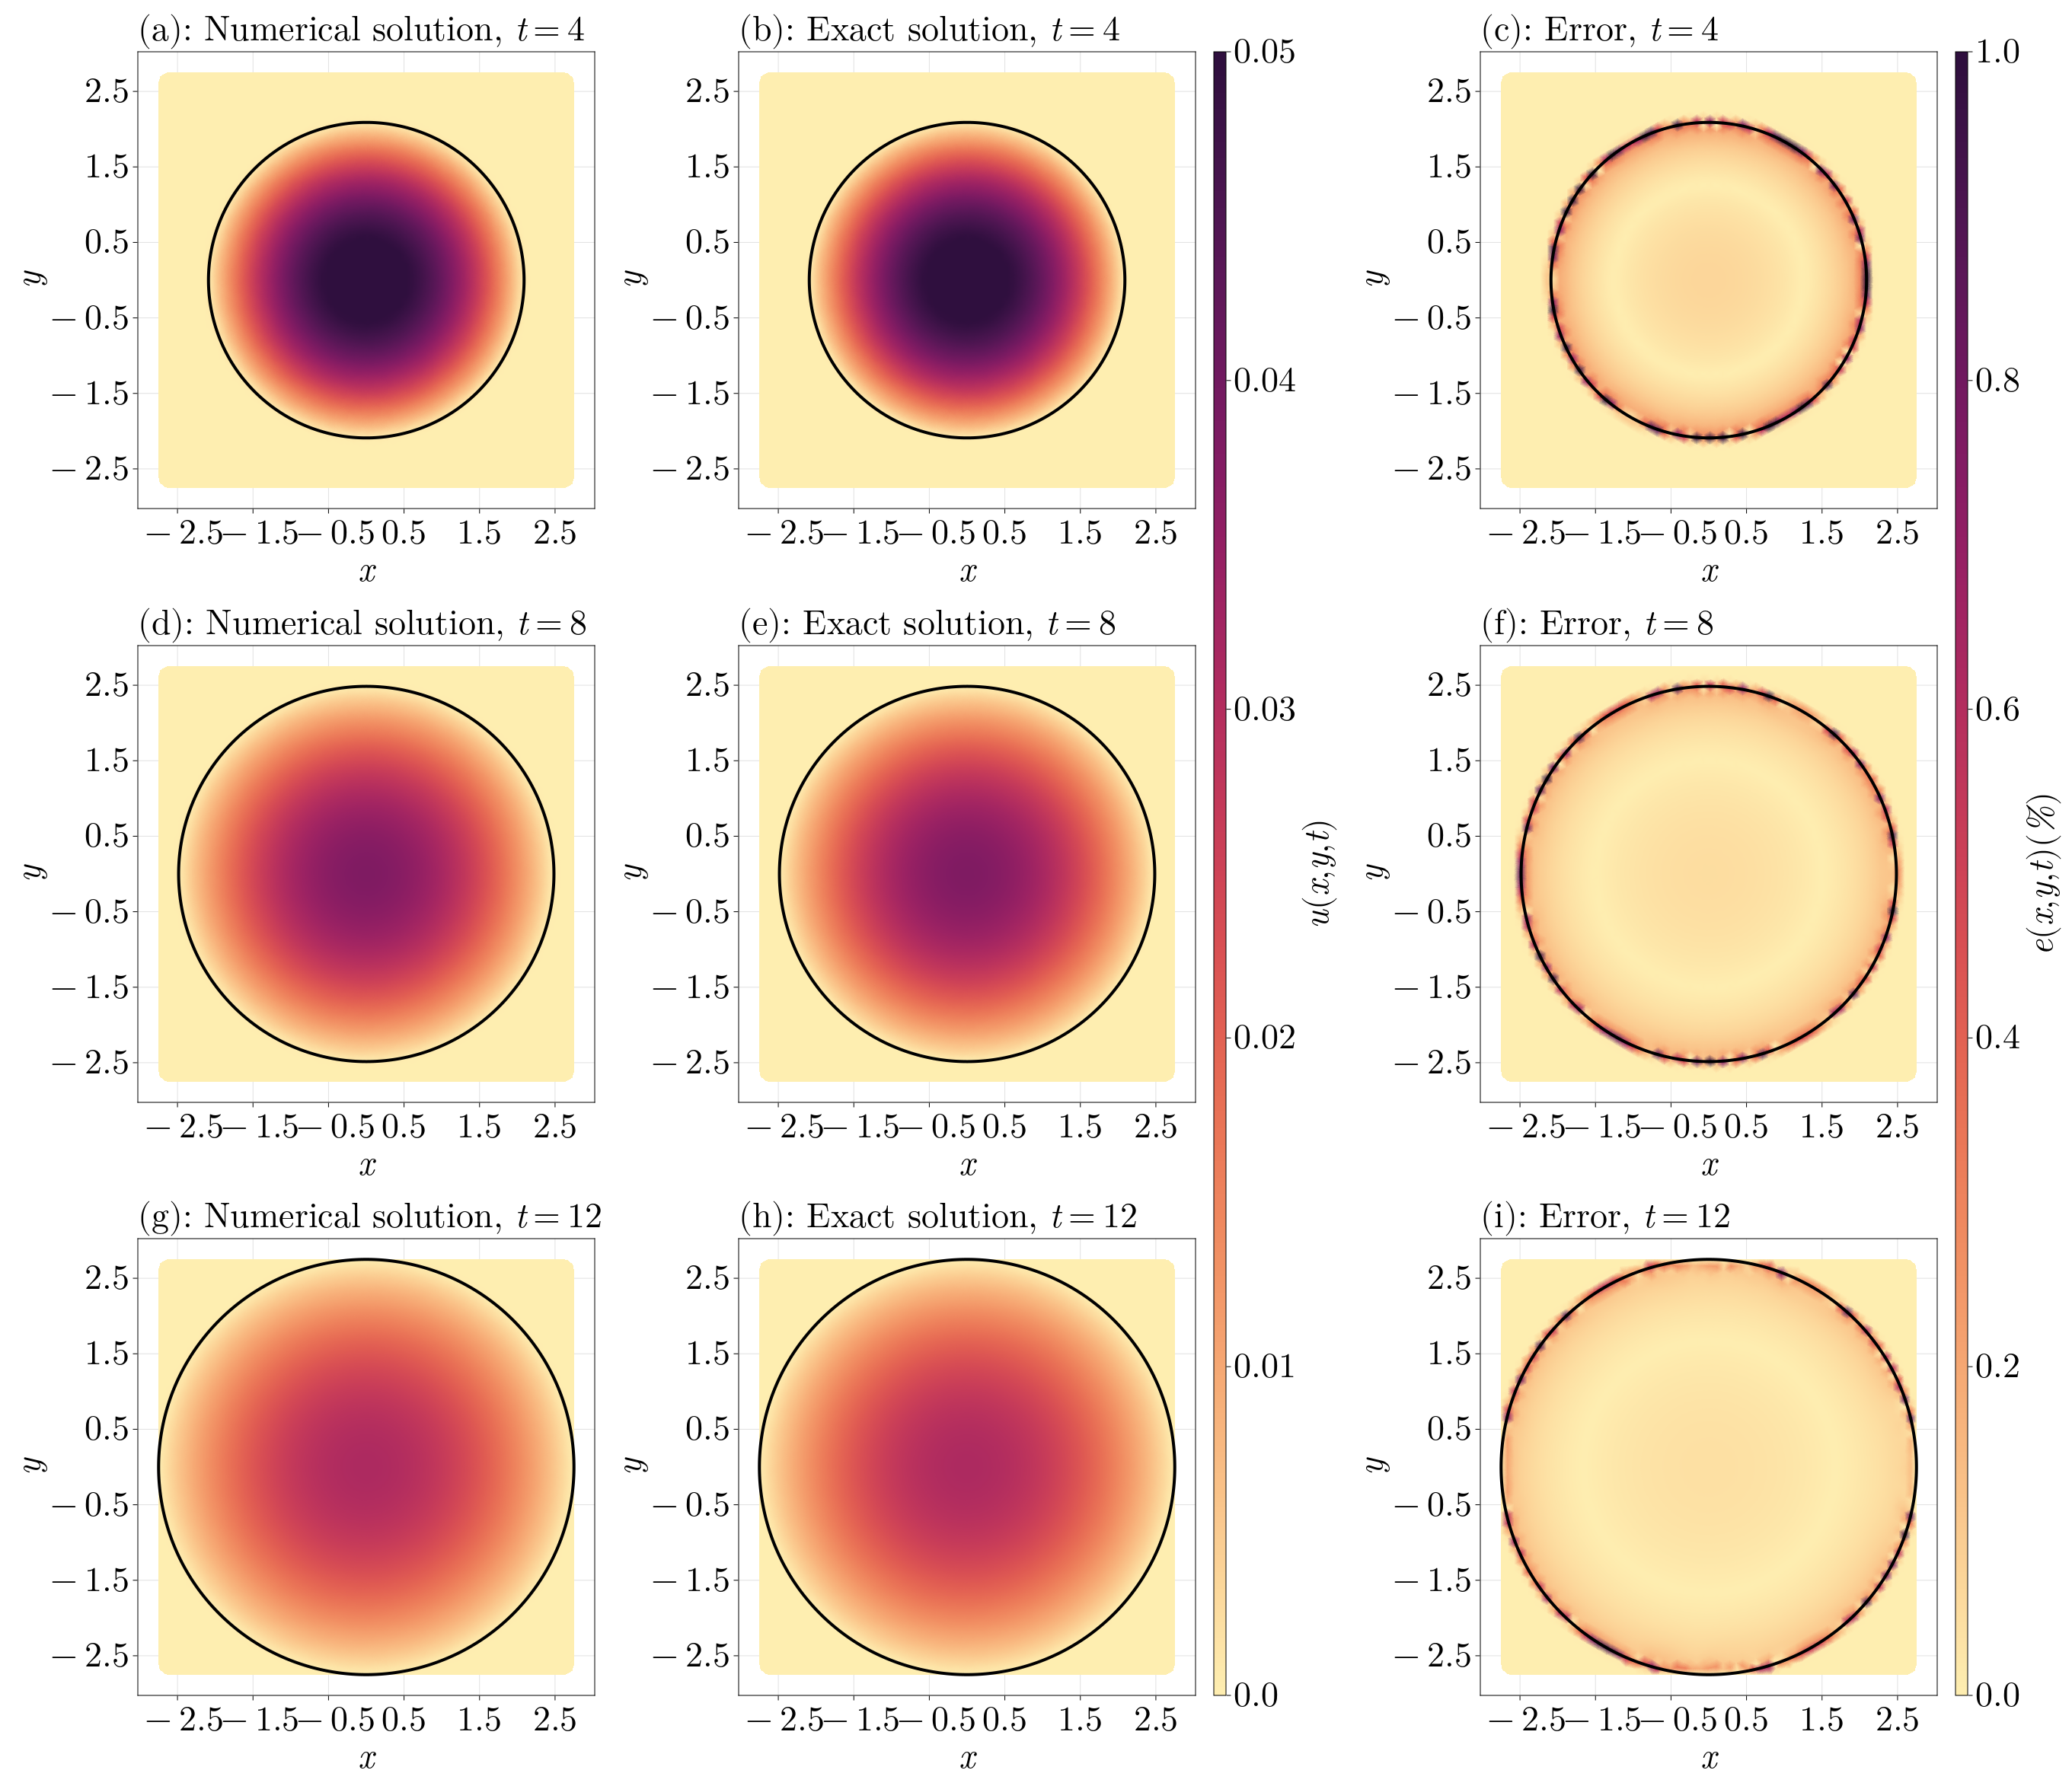 (a): Numerical solution, t = 4
2.5
1.5
0.5
− 0.5
− 1.5
− 2.5
y
− 2.5 − 1.5 − 0.5 0.5 1.5 2.5
x
(b): Exact solution, t = 4
2.5
1.5
0.5
− 0.5
− 1.5
− 2.5
y
− 2.5 − 1.5 − 0.5 0.5 1.5 2.5
x
(c): Error, t = 4
2.5
1.5
0.5
− 0.5
− 1.5
− 2.5
y
− 2.5 − 1.5 − 0.5 0.5 1.5 2.5
x
(d): Numerical solution, t = 8
2.5
1.5
0.5
− 0.5
− 1.5
− 2.5
y
− 2.5 − 1.5 − 0.5 0.5 1.5 2.5
x
(e): Exact solution, t = 8
2.5
1.5
0.5
− 0.5
− 1.5
− 2.5
y
− 2.5 − 1.5 − 0.5 0.5 1.5 2.5
x
(f): Error, t = 8
2.5
1.5
0.5
− 0.5
− 1.5
− 2.5
y
− 2.5 − 1.5 − 0.5 0.5 1.5 2.5
x
(g): Numerical solution, t = 12
2.5
1.5
0.5
− 0.5
− 1.5
− 2.5
y
− 2.5 − 1.5 − 0.5 0.5 1.5 2.5
x
(h): Exact solution, t = 12
2.5
1.5
0.5
− 0.5
− 1.5
− 2.5
y
− 2.5 − 1.5 − 0.5 0.5 1.5 2.5
x
(i): Error, t = 12
2.5
1.5
0.5
− 0.5
− 1.5
− 2.5
y
− 2.5 − 1.5 − 0.5 0.5 1.5 2.5
x
0.05
0.04
0.03
0.02
0.01
0.0
u(x,y,t)
1.0
0.8
0.6
0.4
0.2
0.0
e(x,y,t)(%)